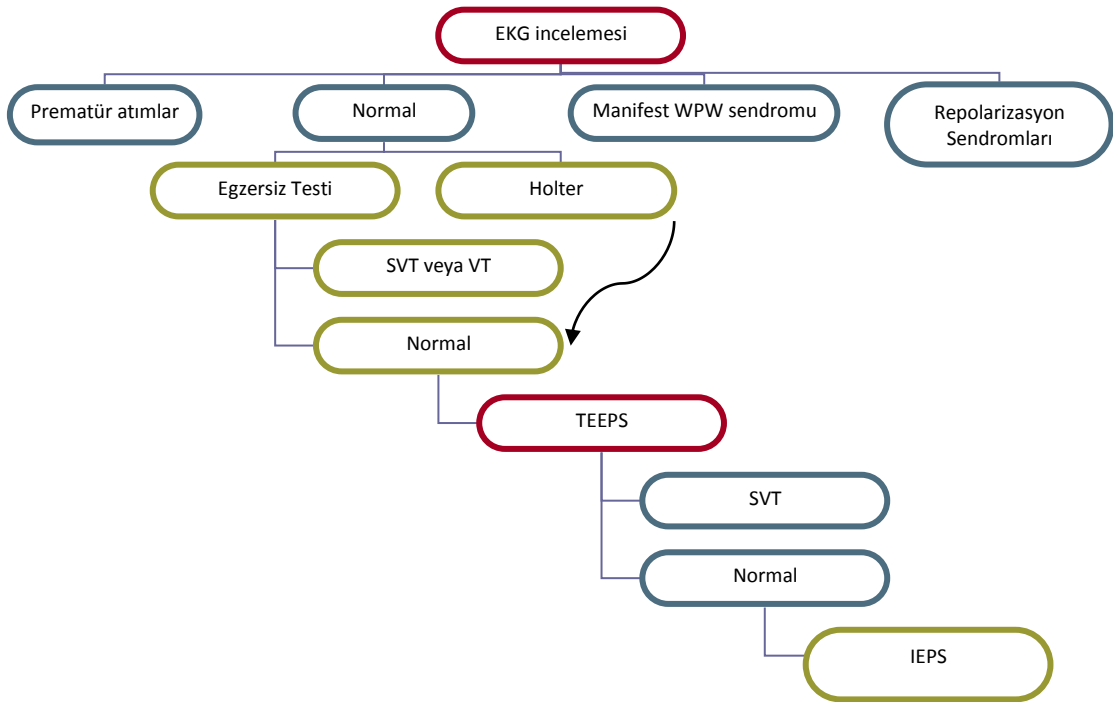 EKG incelemesi
Prematür atımlar
Normal
Manifest WPW sendromu
Repolarizasyon
Sendromları
Egzersiz Testi
Holter
SVT veya VT
Normal
TEEPS
SVT
Normal
IEPS